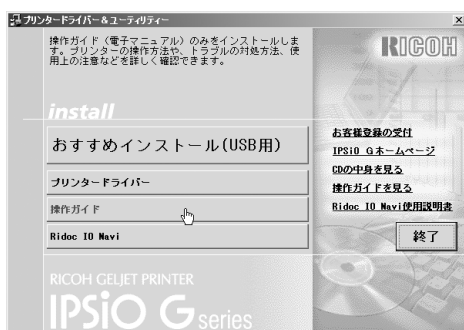 プリンタードライバー&ユーティリティー
操作ガイド（電子マニュアル）のみをインストールしま
す。プリンターの操作方法や、トラブルの対処方法、使
用上の注意などを詳しく確認できます。
RICOH
install
おすすめインストール(USB用)
プリンタードライバー
操作ガイド
Ridoc IO Navi
お客様登録の受付
IPSiO Gホームページ
CDの中身を見る
操作ガイドを見る
Ridoc IO Navi使用説明書
終了
RICOH GELJET PRINTER
IPSiO G series